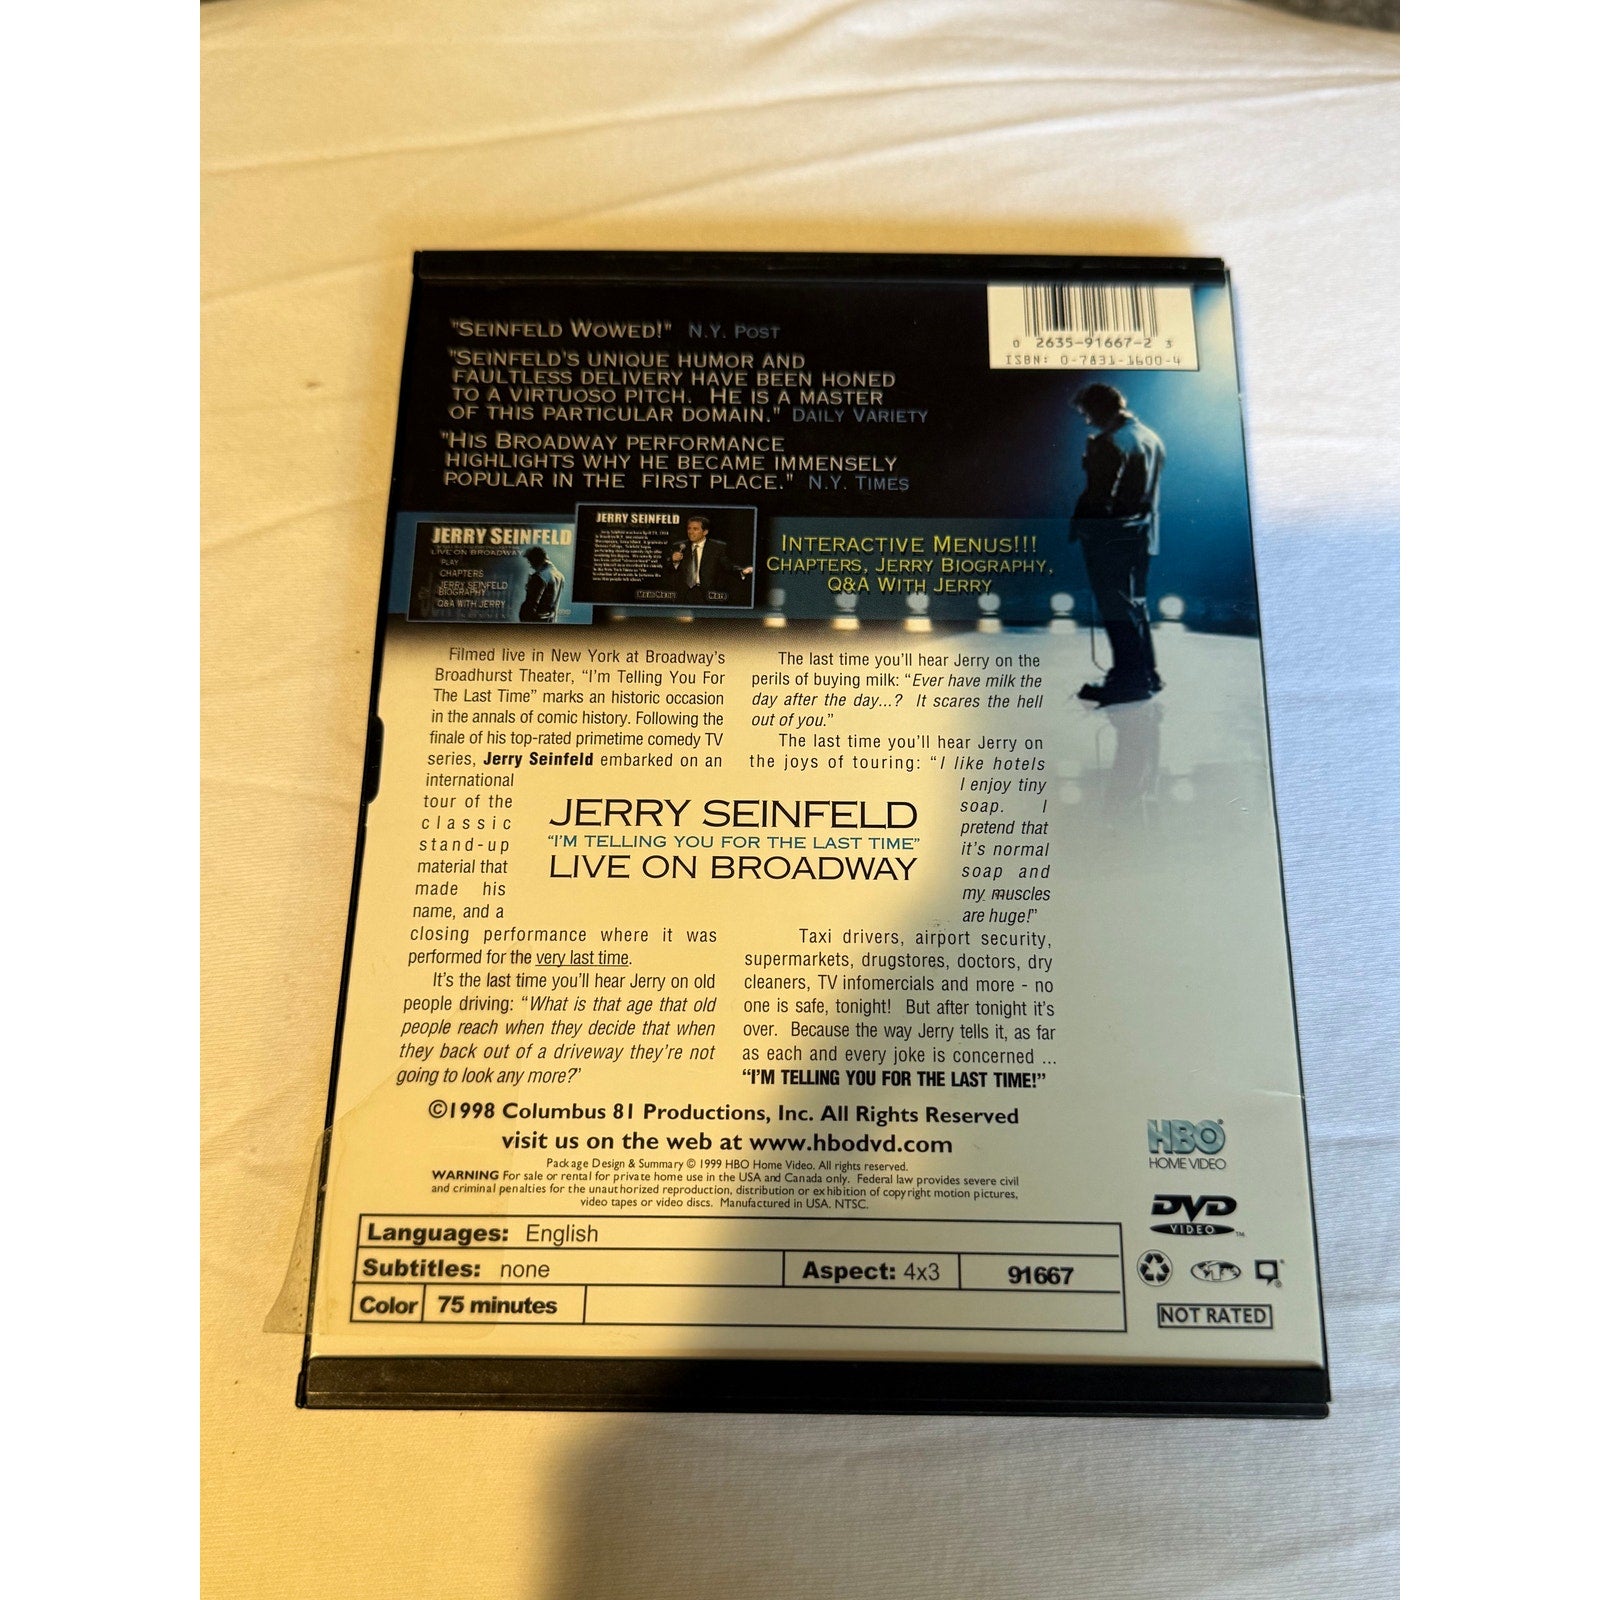 "Seinfeld Wowed!" N.Y. Post
"Seinfeld's unique humor and
faultless delivery have been honed
to a virtuoso pitch. He is a master
of this particular domain." Daily Variety
"His Broadway performance
highlights why he became immensely
popular in the first place." N.Y. Times
0 2635-91667-2 3
ISBN: 0-7831-1600-4
JERRY SEINFELD
LIVE ON BROADWAY
PLAY
CHAPTERS
JERRY SEINFELD
BIOGRAPHY
Q&A WITH JERRY
JERRY SEINFELD
Main Menu
More
Interactive Menus!!!
Chapters, Jerry Biography,
Q&A with Jerry
Filmed live in New York at Broadway's
Broadhurst Theater, "I'm Telling You For
The Last Time" marks an historic occasion
in the annals of comic history. Following the
finale of his top-rated primetime comedy TV
series, Jerry Seinfeld embarked on an
international
tour of the
classic
stand-up
material that
made his
name, and a
closing performance where it was
performed for the very last time.
It's the last time you'll hear Jerry on old
people driving: "What is that age that old
people reach when they decide that when
they back out of a driveway they're not
going to look any more?'
JERRY SEINFELD
"I'M TELLING YOU FOR THE LAST TIME"
LIVE ON BROADWAY
The last time you'll hear Jerry on the
perils of buying milk: "Ever have milk the
day after the day...? It scares the hell
out of you."
The last time you'll hear Jerry on
the joys of touring: "I like hotels
I enjoy tiny
soap. I
pretend that
it's normal
soap and
my muscles
are huge!"
Taxi drivers, airport security,
supermarkets, drugstores, doctors, dry
cleaners, TV infomercials and more - no
one is safe, tonight! But after tonight it's
over. Because the way Jerry tells it, as far
as each and every joke is concerned ...
"I'M TELLING YOU FOR THE LAST TIME!"
©1998 Columbus 81 Productions, Inc. All Rights Reserved
visit us on the web at www.hbodvd.com
Package Design & Summary © 1999 HBO Home Video. All rights reserved.
WARNING For sale or rental for private home use in the USA and Canada only. Federal law provides severe civil
and criminal penalties for the unauthorized reproduction, distribution or exhibition of copyright motion pictures,
video tapes or video discs. Manufactured in USA. NTSC.
HBO®
HOME VIDEO
DVD
VIDEO™
Languages: English
Subtitles: none
Aspect: 4x3
91667
Color
75 minutes
NOT RATED